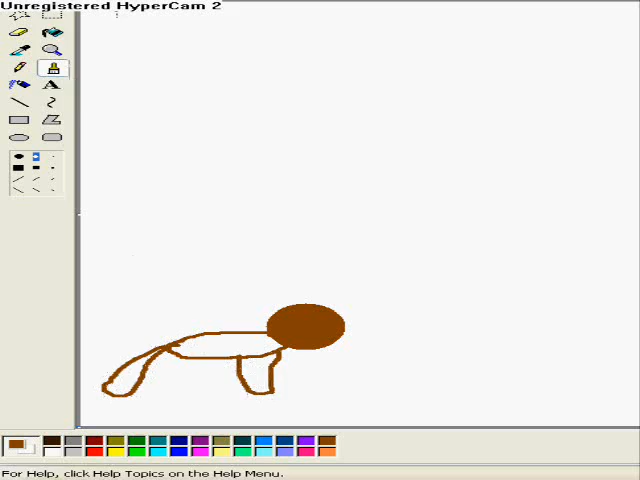 Unregistered HyperCam 2
A
For Help, click Help Topics on the Help Menu.